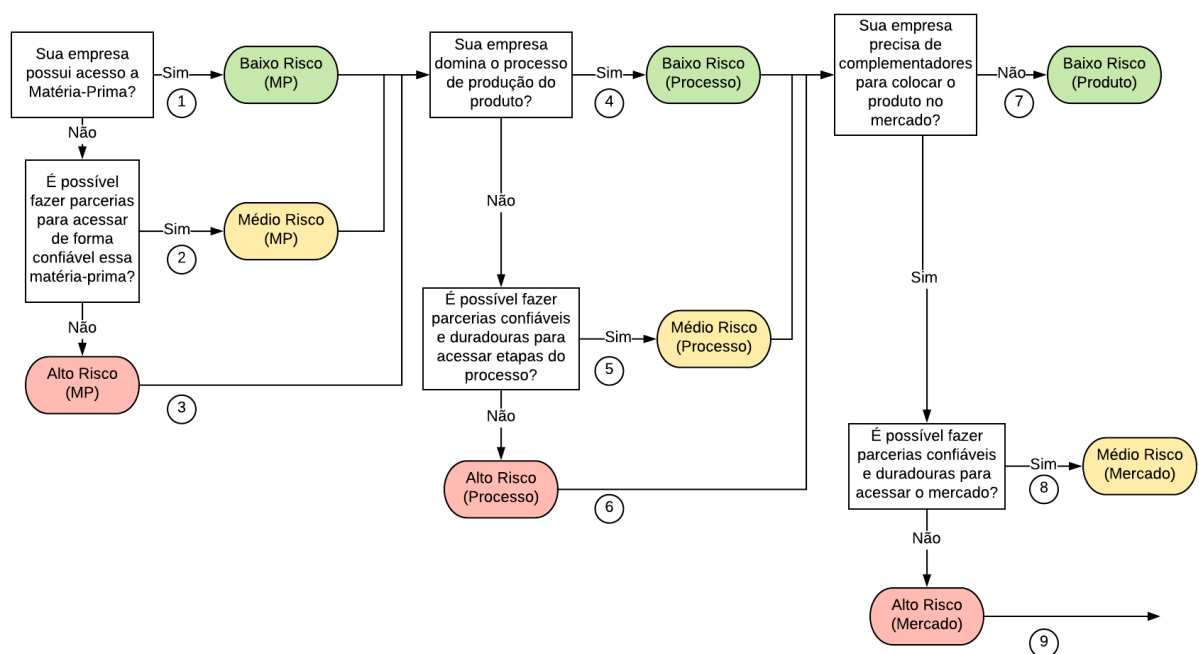 Sua empresa
possui acesso a
Matéria-Prima?
Sim
1
Baixo Risco
(MP)
Não
É possível
fazer parcerias
para acessar
de forma
confiável essa
matéria-prima?
Sim
2
Médio Risco
(MP)
Não
Alto Risco
(MP)
3
Sua empresa
domina o processo
de produção do
produto?
Sim
4
Baixo Risco
(Processo)
Não
É possível fazer
parcerias confiáveis
e duradouras para
acessar etapas do
processo?
Sim
5
Médio Risco
(Processo)
Não
Alto Risco
(Processo)
6
Sua empresa
precisa de
complementadores
para colocar o
produto no
mercado?
Não
7
Baixo Risco
(Produto)
Sim
É possível fazer
parcerias confiáveis
e duradouras para
acessar o mercado?
Sim
8
Médio Risco
(Mercado)
Não
Alto Risco
(Mercado)
9